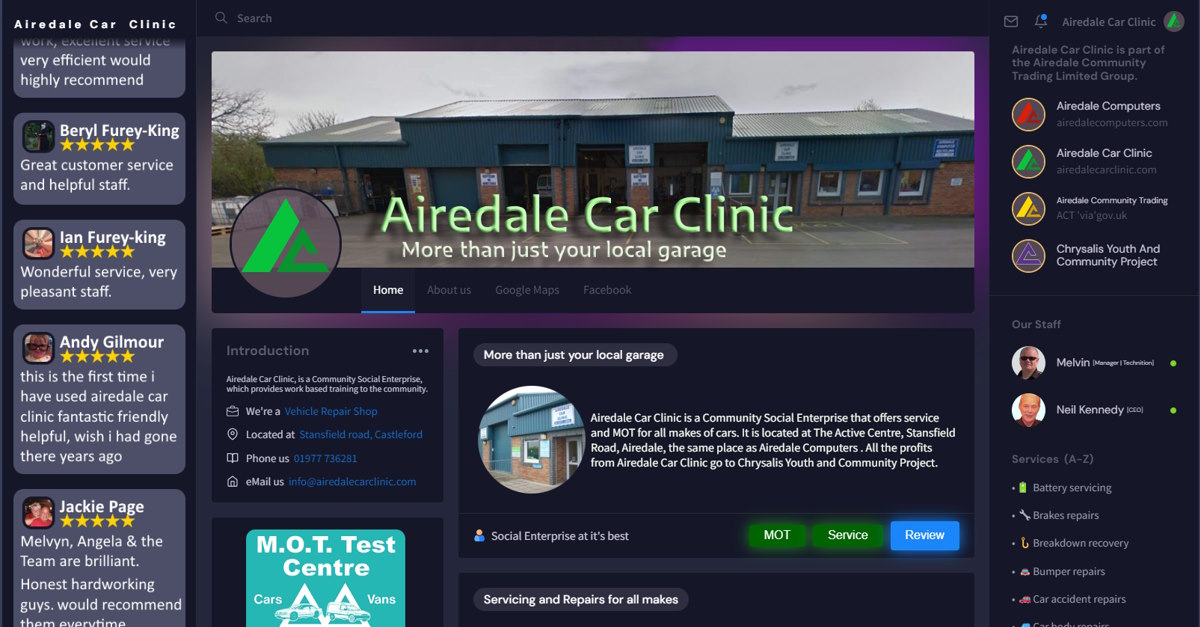 Airedale Car Clinic
work, excellent service
very efficient would
highly recommend
Beryl Furey-King
Great customer service
and helpful staff.
Ian Furey-king
Wonderful service, very
pleasant staff.
Andy Gilmour
this is the first time i
have used airedale car
clinic fantastic friendly
helpful, wish i had gone
there years ago
Jackie Page
Melvyn, Angela & the
Team are brilliant.
Honest hardworking
guys. would recommend
them everytime
Search
Airedale Car Clinic
More than just your local garage
Home
About us
Google Maps
Facebook
Introduction
Airedale Car Clinic, is a Community Social Enterprise,
which provides work based training to the community.
We're a Vehicle Repair Shop
Located at Stansfield road, Castleford
Phone us 01977 736281
eMail us info@airedalecarclinic.com
M.O.T. Test
Centre
Cars
Vans
More than just your local garage
Airedale Car Clinic is a Community Social Enterprise that offers service
and MOT for all makes of cars. It is located at The Active Centre, Stansfield
Road, Airedale, the same place as Airedale Computers . All the profits
from Airedale Car Clinic go to Chrysalis Youth and Community Project.
Social Enterprise at it's best
MOT
Service
Review
Servicing and Repairs for all makes
Airedale Car Clinic
Airedale Car Clinic is part of
the Airedale Community
Trading Limited Group.
Airedale Computers
airedalecomputers.com
Airedale Car Clinic
airedalecarclinic.com
Airedale Community Trading
ACT 'via'gov.uk
Chrysalis Youth And
Community Project
Our Staff
Melvin [Manager | Technition]
Neil Kennedy [CEO]
Services (A-Z)
• Battery servicing
• Brakes repairs
• Breakdown recovery
• Bumper repairs
• Car accident repairs
• Car body repairs